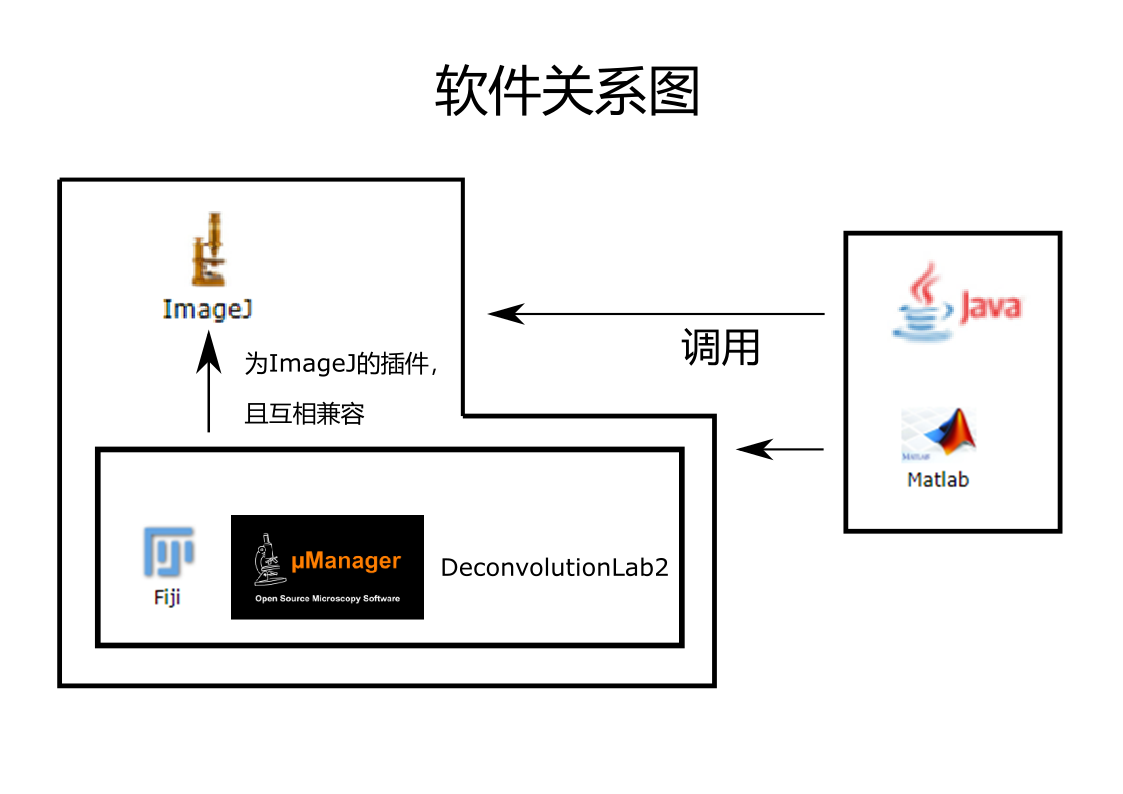 软件关系图
ImageJ
为ImageJ的插件，
且互相兼容
调用
Java
MATLAB
Matlab
Fiji
µManager
Open Source Microscopy Software
DeconvolutionLab2